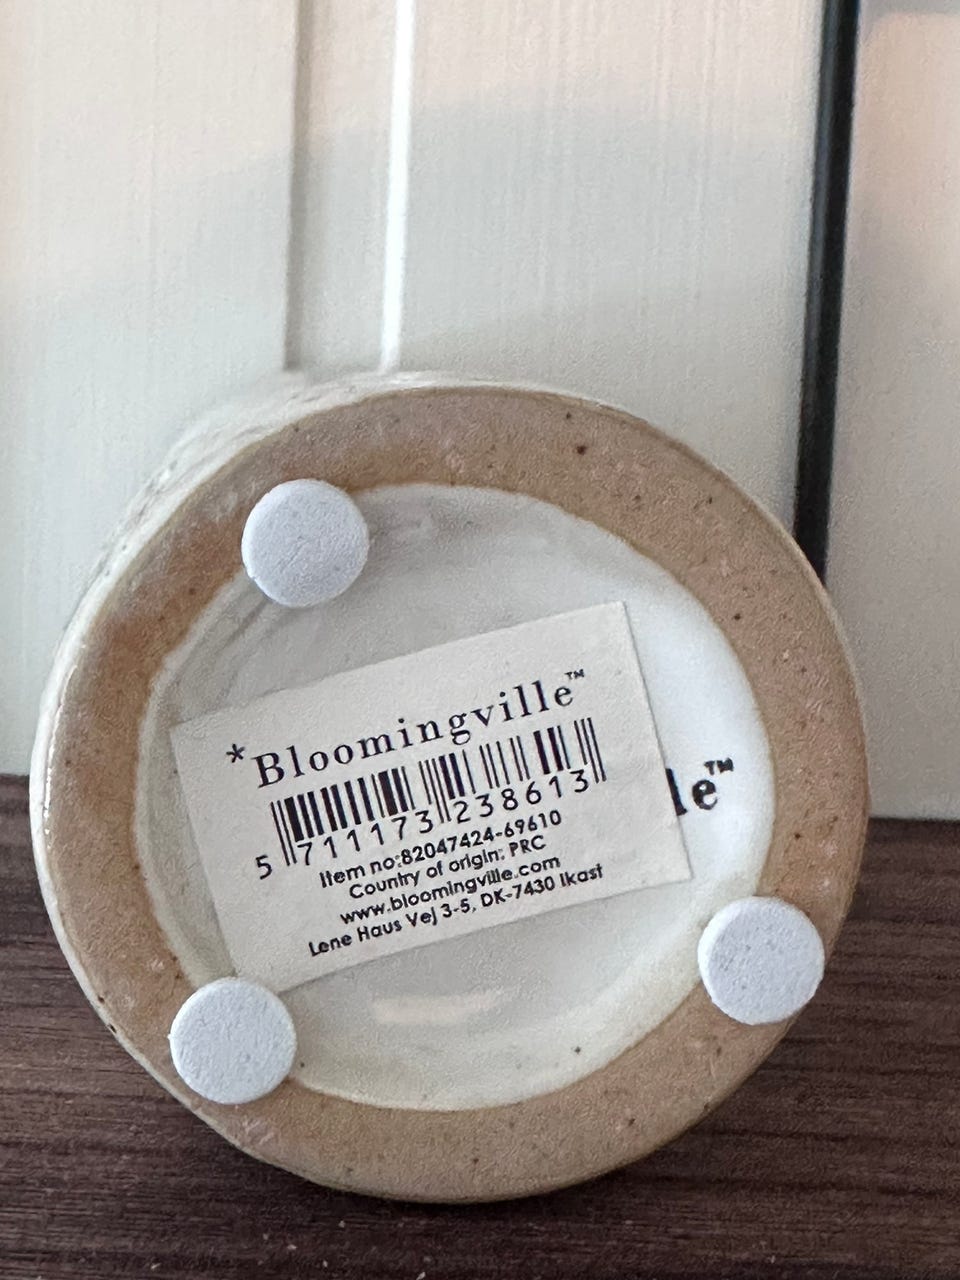 *Bloomingville™
5 711173 238613
Item no:82047424-69610
Country of origin: PRC
www.bloomingville.com
Lene Haus Vej 3-5, DK-7430 Ikast
le™